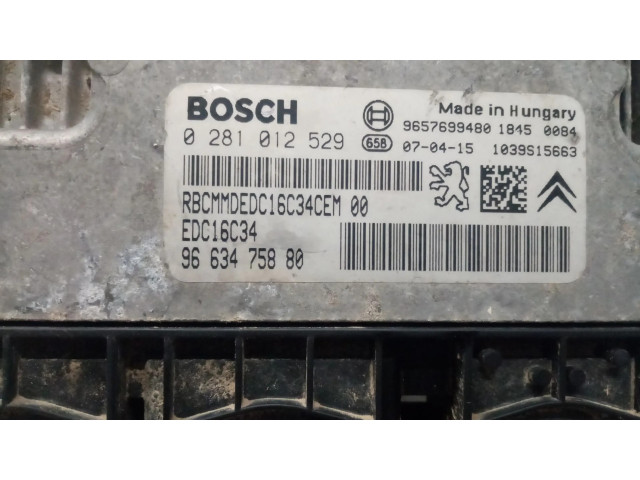 BOSCH
Made in Hungary
0 281 012 529
9657699480 1845 0084
658
07-04-15 1039S15663
RBCMMDEDC16C34CEM 00
EDC16C34
96 634 758 80